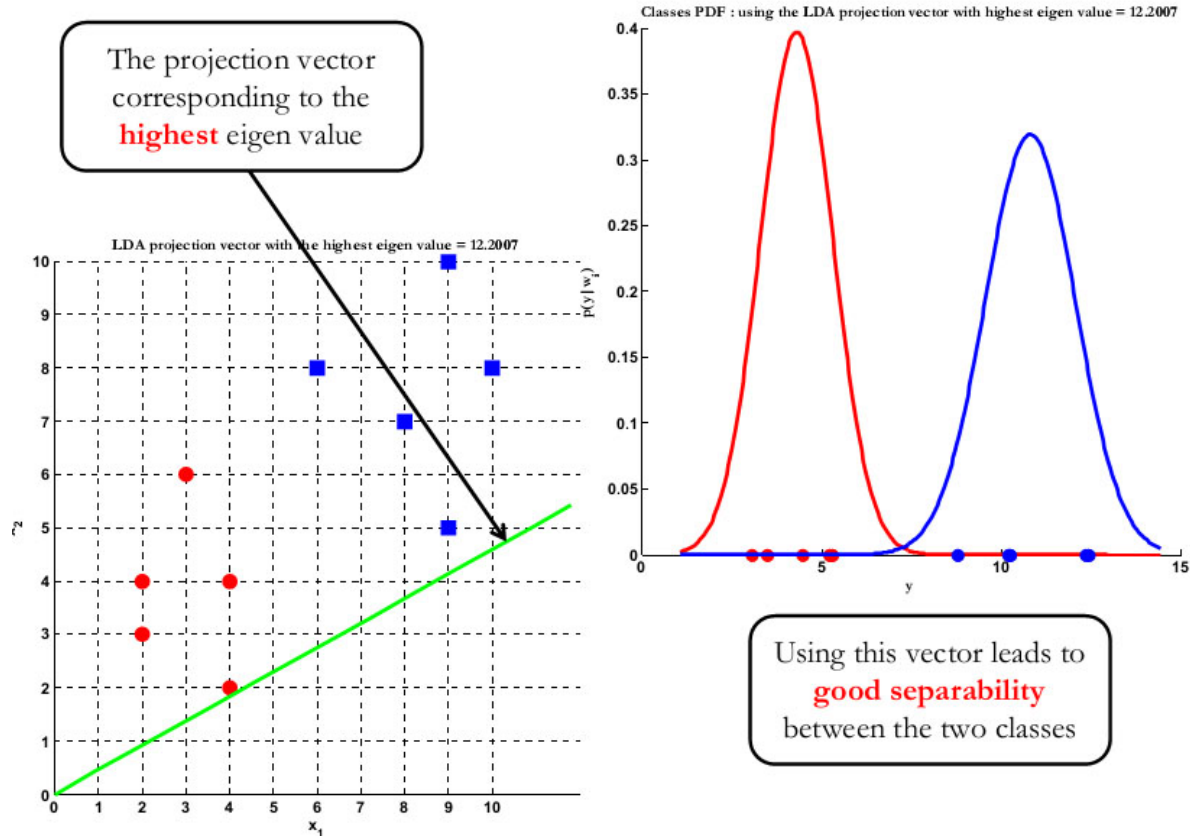 The projection vector
corresponding to the
highest eigen value
LDA projection vector with the highest eigen value = 12.2007
10
9
8
7
6
5
4
3
2
1
0
0 1 2 3 4 5 6 7 8 9 10
x1
Classes PDF : using the LDA projection vector with highest eigen value = 12.2007
0.4
0.35
0.3
0.25
0.2
0.15
0.1
0.05
0
p(y|wi)
5 10 15
y
Using this vector leads to
good separability
between the two classes